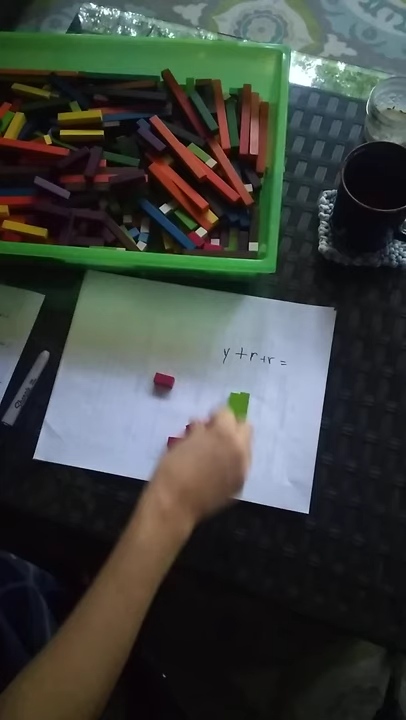 y + r + r =